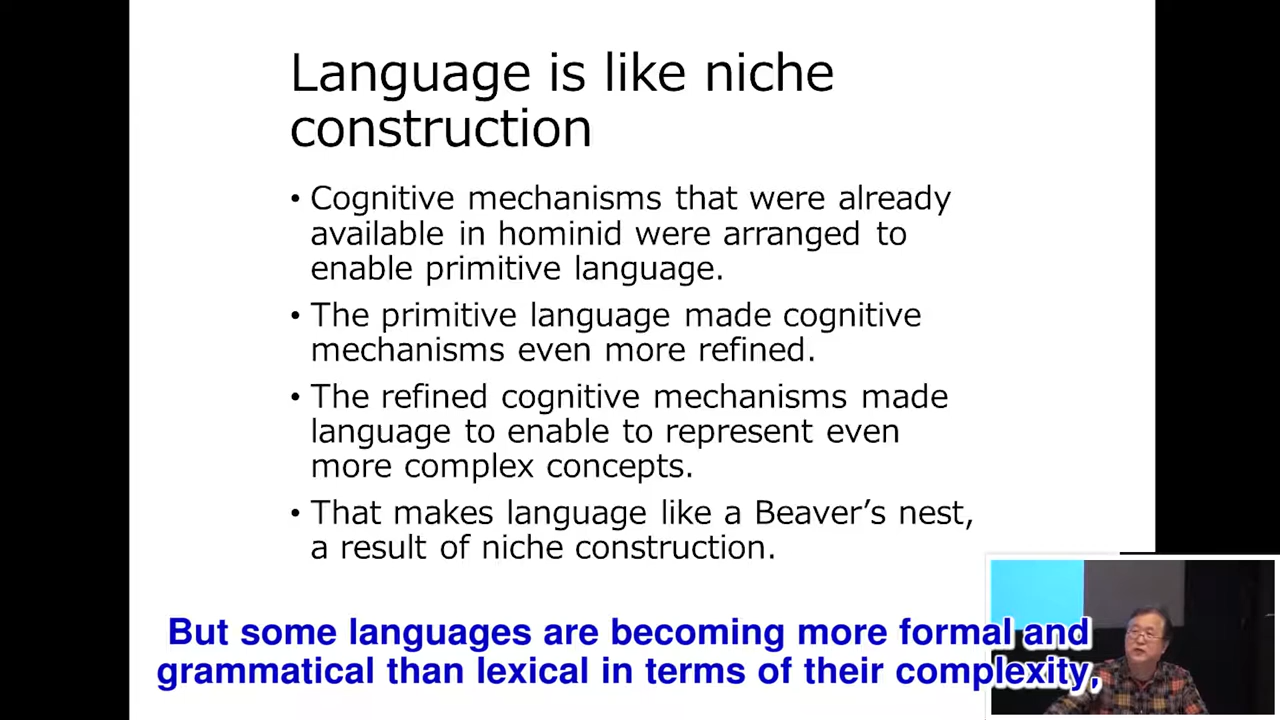 Language is like niche
construction
• Cognitive mechanisms that were already
available in hominid were arranged to
enable primitive language.
• The primitive language made cognitive
mechanisms even more refined.
• The refined cognitive mechanisms made
language to enable to represent even
more complex concepts.
• That makes language like a Beaver’s nest,
a result of niche construction.
But some languages are becoming more formal and
grammatical than lexical in terms of their complexity,